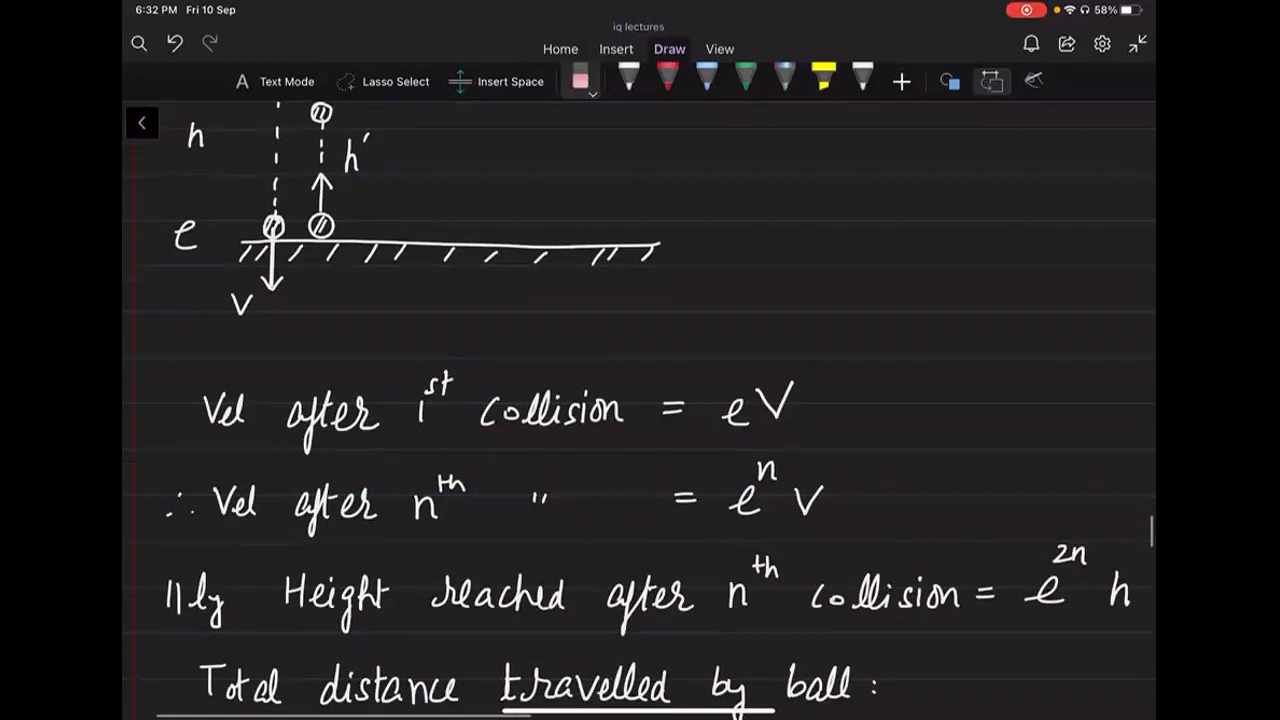 6:32 PM Fri 10 Sep
58%
iq lectures
Home Insert Draw View
Text Mode Lasso Select Insert Space
h
h'
e
v
Vel after 1st collision = eV
∴ Vel after nth " = e^n v
||ly Height reached after nth collision = e^2n h
Total distance travelled by ball :